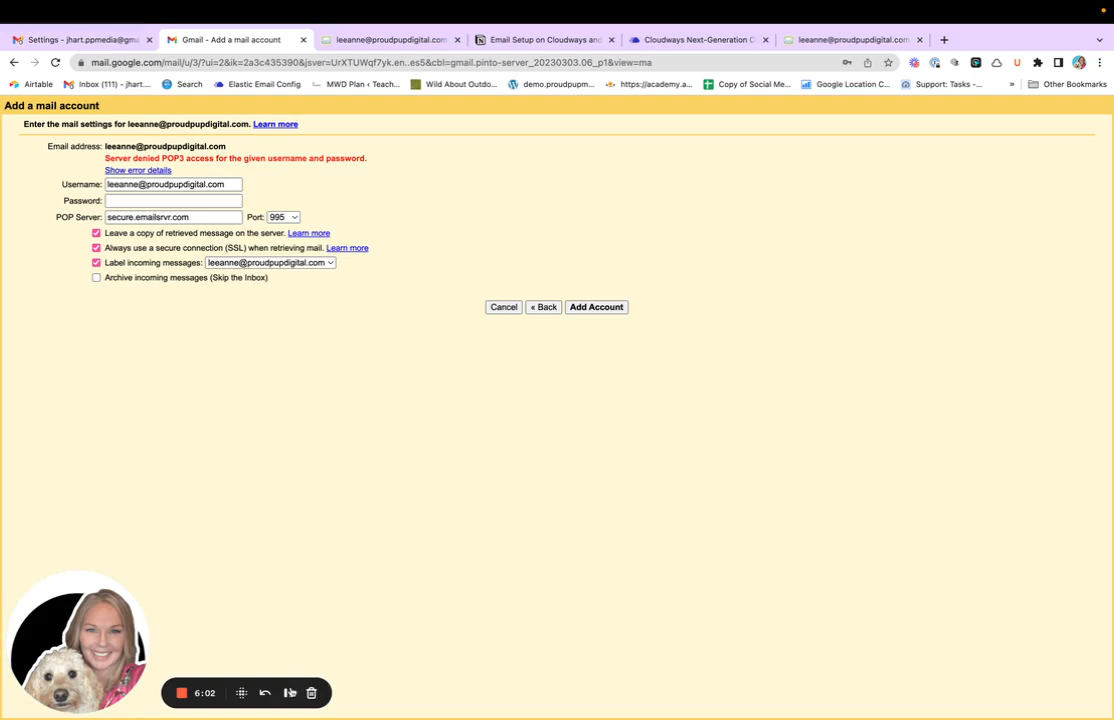 Settings - jhart.ppmedia@gma
Gmail - Add a mail account
leeanne@proudpupdigital.com
Email Setup on Cloudways and
Cloudways Next-Generation C
leeanne@proudpupdigital.com
mail.google.com/mail/u/3/?ui=2&ik=2a3c435390&jsver=UrXTUWqf7yk.en..es5&cbl=gmail.pinto-server_20230303.06_p1&view=ma
Airtable
Inbox (111) - jhart....
Search
Elastic Email Config
MWD Plan ‹ Teach...
Wild About Outdo...
demo.proudpupm...
https://academy.a...
Copy of Social Me...
Google Location C...
Support: Tasks -...
»
Other Bookmarks
Add a mail account
Enter the mail settings for leeanne@proudpupdigital.com. Learn more
Email address: leeanne@proudpupdigital.com
Server denied POP3 access for the given username and password.
Show error details
Username: leeanne@proudpupdigital.com
Password:
POP Server: secure.emailsrvr.com Port: 995
Leave a copy of retrieved message on the server. Learn more
Always use a secure connection (SSL) when retrieving mail. Learn more
Label incoming messages: leeanne@proudpupdigital.com
Archive incoming messages (Skip the Inbox)
Cancel « Back Add Account
6:02